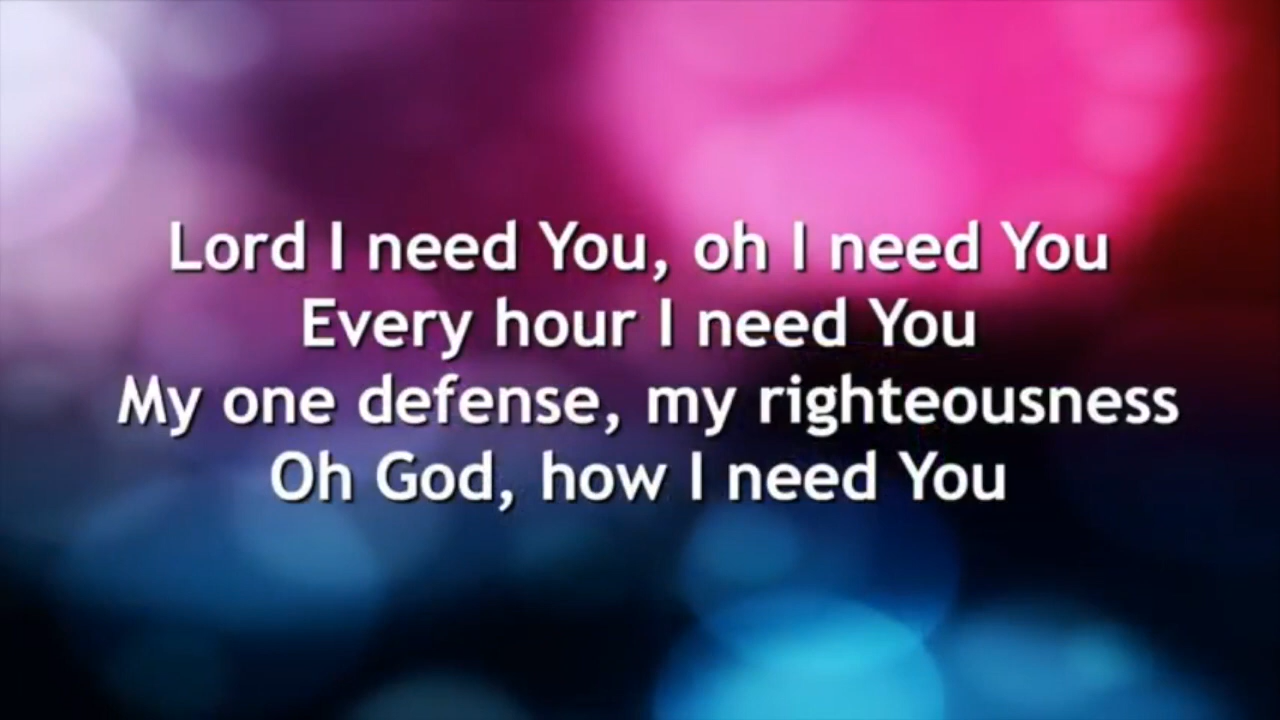 Lord I need You, oh I need You
Every hour I need You
My one defense, my righteousness
Oh God, how I need You